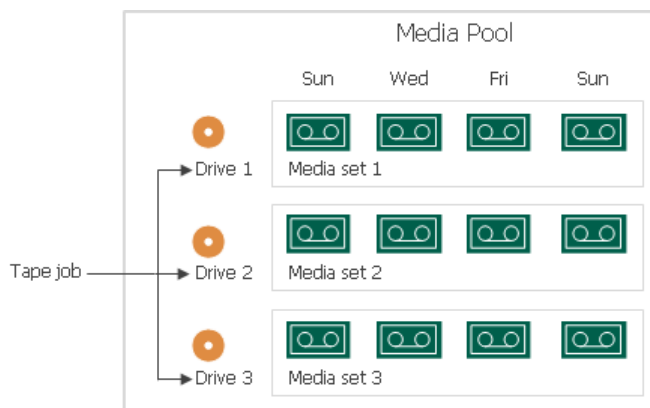 Media Pool
Sun Wed Fri Sun
Drive 1 Media set 1
Tape job Drive 2 Media set 2
Drive 3 Media set 3